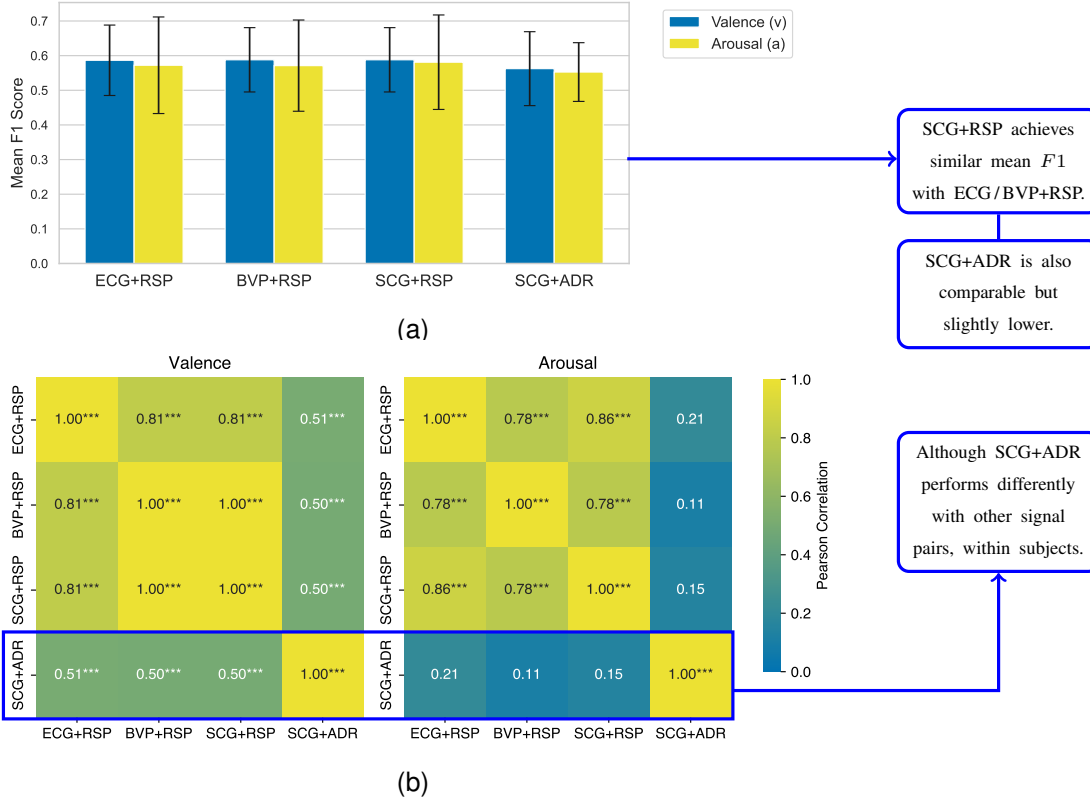 0.7
0.6
0.5
0.4
0.3
0.2
0.1
0.0
Mean F1 Score
ECG+RSP BVP+RSP SCG+RSP SCG+ADR
Valence (v)
Arousal (a)
SCG+RSP achieves
similar mean F1
with ECG/BVP+RSP.
SCG+ADR is also
comparable but
slightly lower.
(a)
Valence
ECG+RSP 1.00*** 0.81*** 0.81*** 0.51***
BVP+RSP 0.81*** 1.00*** 1.00*** 0.50***
SCG+RSP 0.81*** 1.00*** 1.00*** 0.50***
SCG+ADR 0.51*** 0.50*** 0.50*** 1.00***
ECG+RSP BVP+RSP SCG+RSP SCG+ADR
Arousal
ECG+RSP 1.00*** 0.78*** 0.86*** 0.21
BVP+RSP 0.78*** 1.00*** 0.78*** 0.11
SCG+RSP 0.86*** 0.78*** 1.00*** 0.15
SCG+ADR 0.21 0.11 0.15 1.00***
ECG+RSP BVP+RSP SCG+RSP SCG+ADR
1.0
0.8
0.6
0.4
0.2
0.0
Pearson Correlation
Although SCG+ADR
performs differently
with other signal
pairs, within subjects.
(b)